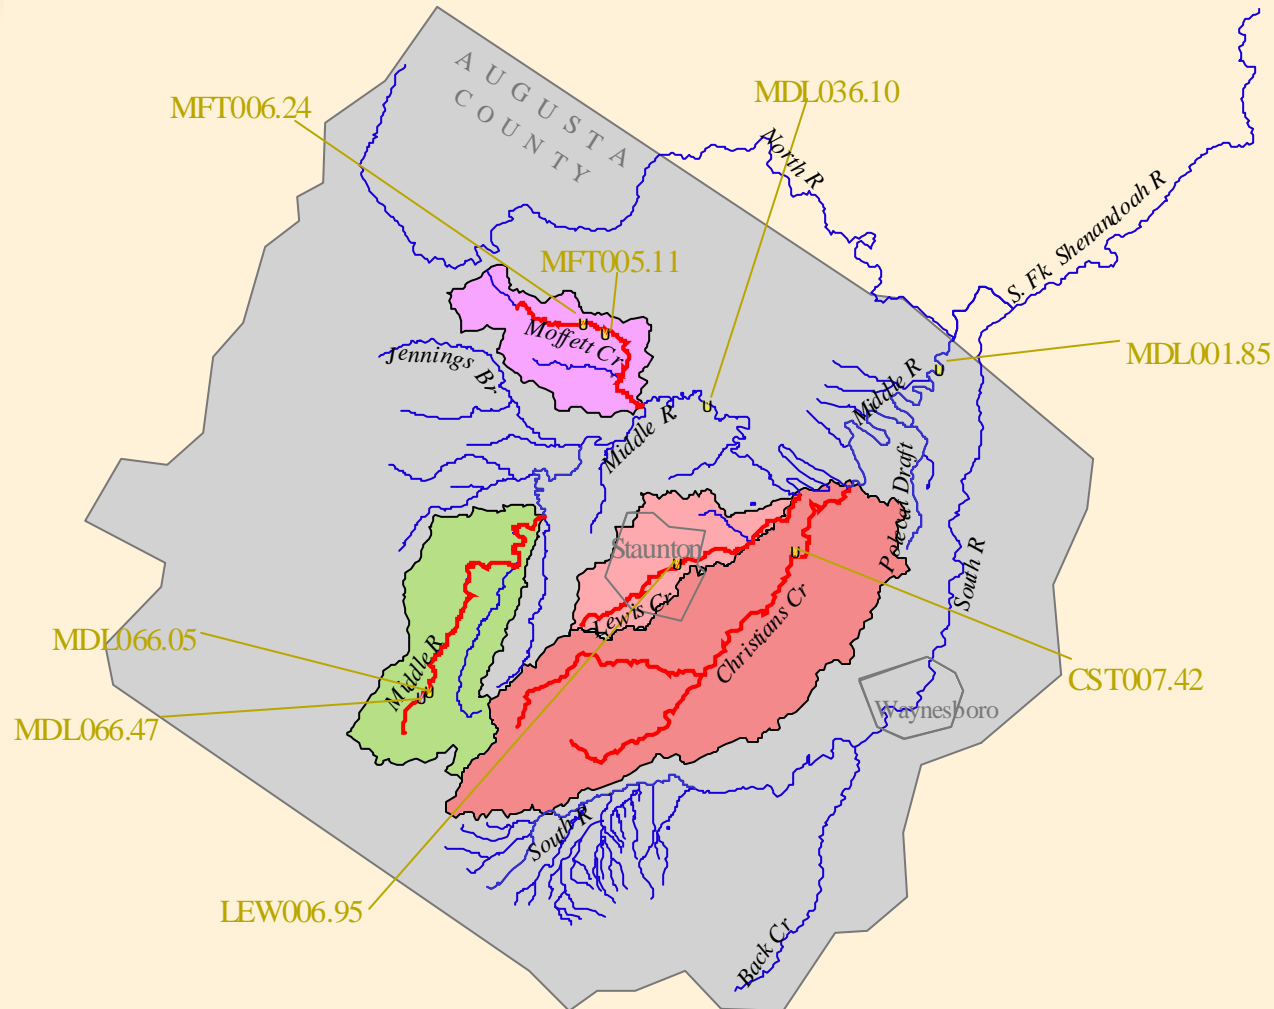 AUGUSTA
COUNTY
MFT006.24
MDL036.10
North R
S. Fk Shenandoah R
MFT005.11
Moffett Cr
Jennings Br.
MDL001.85
Middle R
Middle R
Polecat Draft
Staunton
South R
Lewis Cr
Christians Cr
MDL066.05
Middle R
CST007.42
MDL066.47
Waynesboro
South R
LEW006.95
Back Cr